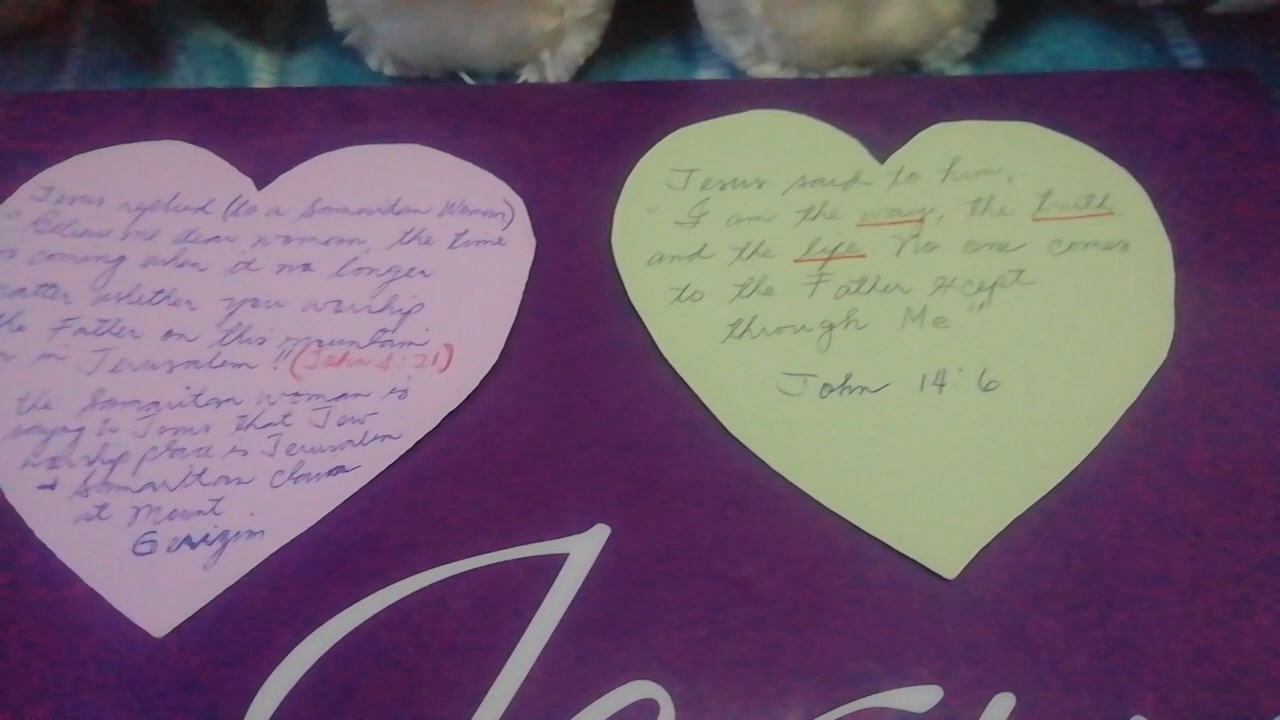 Jesus replied (to a Samaritan Woman)
" Believe me dear woman, the time
is coming when it no longer
matter whether you worship
the Father on this mountain
or in Jerusalem!" (John 4:21)
the Samaritan woman is
saying to Jesus that Jew
worship place is Jerusalem
Samaritan claim
at Mount
Gerizim
Jesus said to him,
" I am the way, the truth
and the life No one comes
to the Father xcept
through Me"
John 14:6